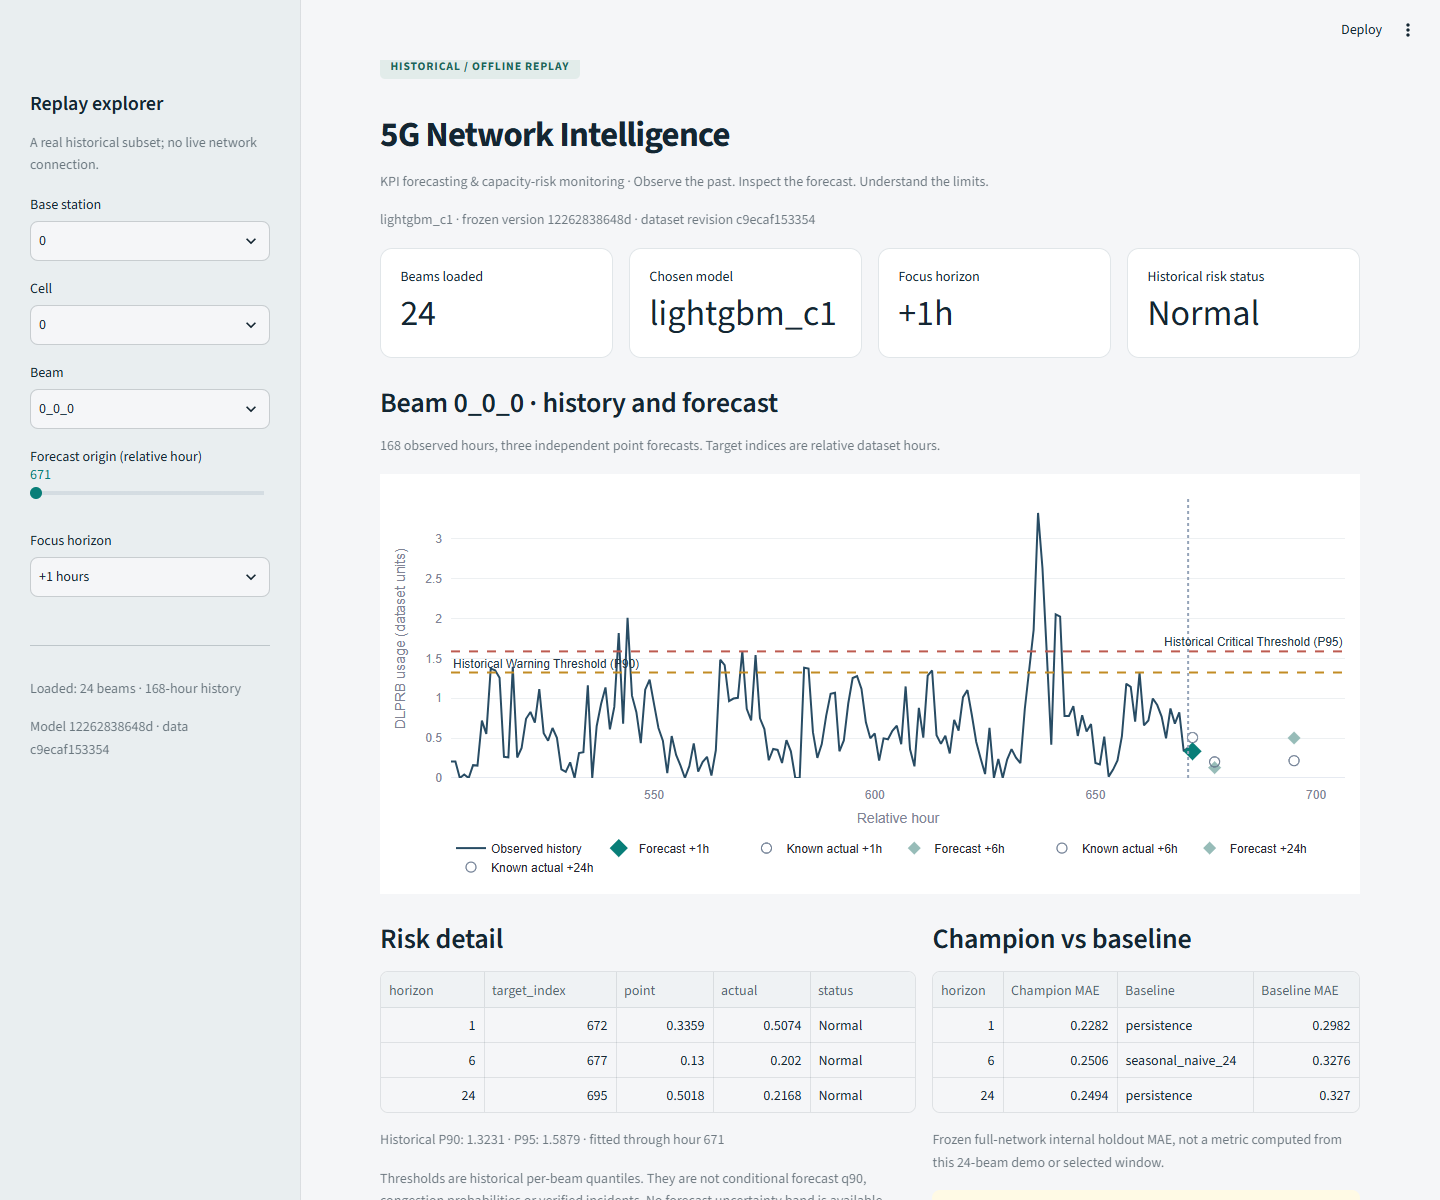 Deploy
HISTORICAL / OFFLINE REPLAY
Replay explorer
A real historical subset; no live network
connection.
Base station
0
Cell
0
Beam
0_0_0
Forecast origin (relative hour)
671
Focus horizon
+1 hours
Loaded: 24 beams · 168-hour history
Model 12262838648d · data
c9ecaf153354
5G Network Intelligence
KPI forecasting & capacity-risk monitoring · Observe the past. Inspect the forecast. Understand the limits.
lightgbm_c1 · frozen version 12262838648d · dataset revision c9ecaf153354
Beams loaded
24
Chosen model
lightgbm_c1
Focus horizon
+1h
Historical risk status
Normal
Beam 0_0_0 · history and forecast
168 observed hours, three independent point forecasts. Target indices are relative dataset hours.
DLPRB usage (dataset units)
3
2.5
2
1.5
1
0.5
0
Historical Critical Threshold (P95)
Historical Warning Threshold (P90)
550 600 650 700
Relative hour
Observed history Forecast +1h Known actual +1h Forecast +6h Known actual +6h Forecast +24h
Known actual +24h
Risk detail
horizon target_index point actual status
1 672 0.3359 0.5074 Normal
6 677 0.13 0.202 Normal
24 695 0.5018 0.2168 Normal
Historical P90: 1.3231 · P95: 1.5879 · fitted through hour 671
Thresholds are historical per-beam quantiles. They are not conditional forecast q90,
congestion probabilities or verified incidents. No forecast uncertainty band is available
Champion vs baseline
horizon Champion MAE Baseline Baseline MAE
1 0.2282 persistence 0.2982
6 0.2506 seasonal_naive_24 0.3276
24 0.2494 persistence 0.327
Frozen full-network internal holdout MAE, not a metric computed from
this 24-beam demo or selected window.